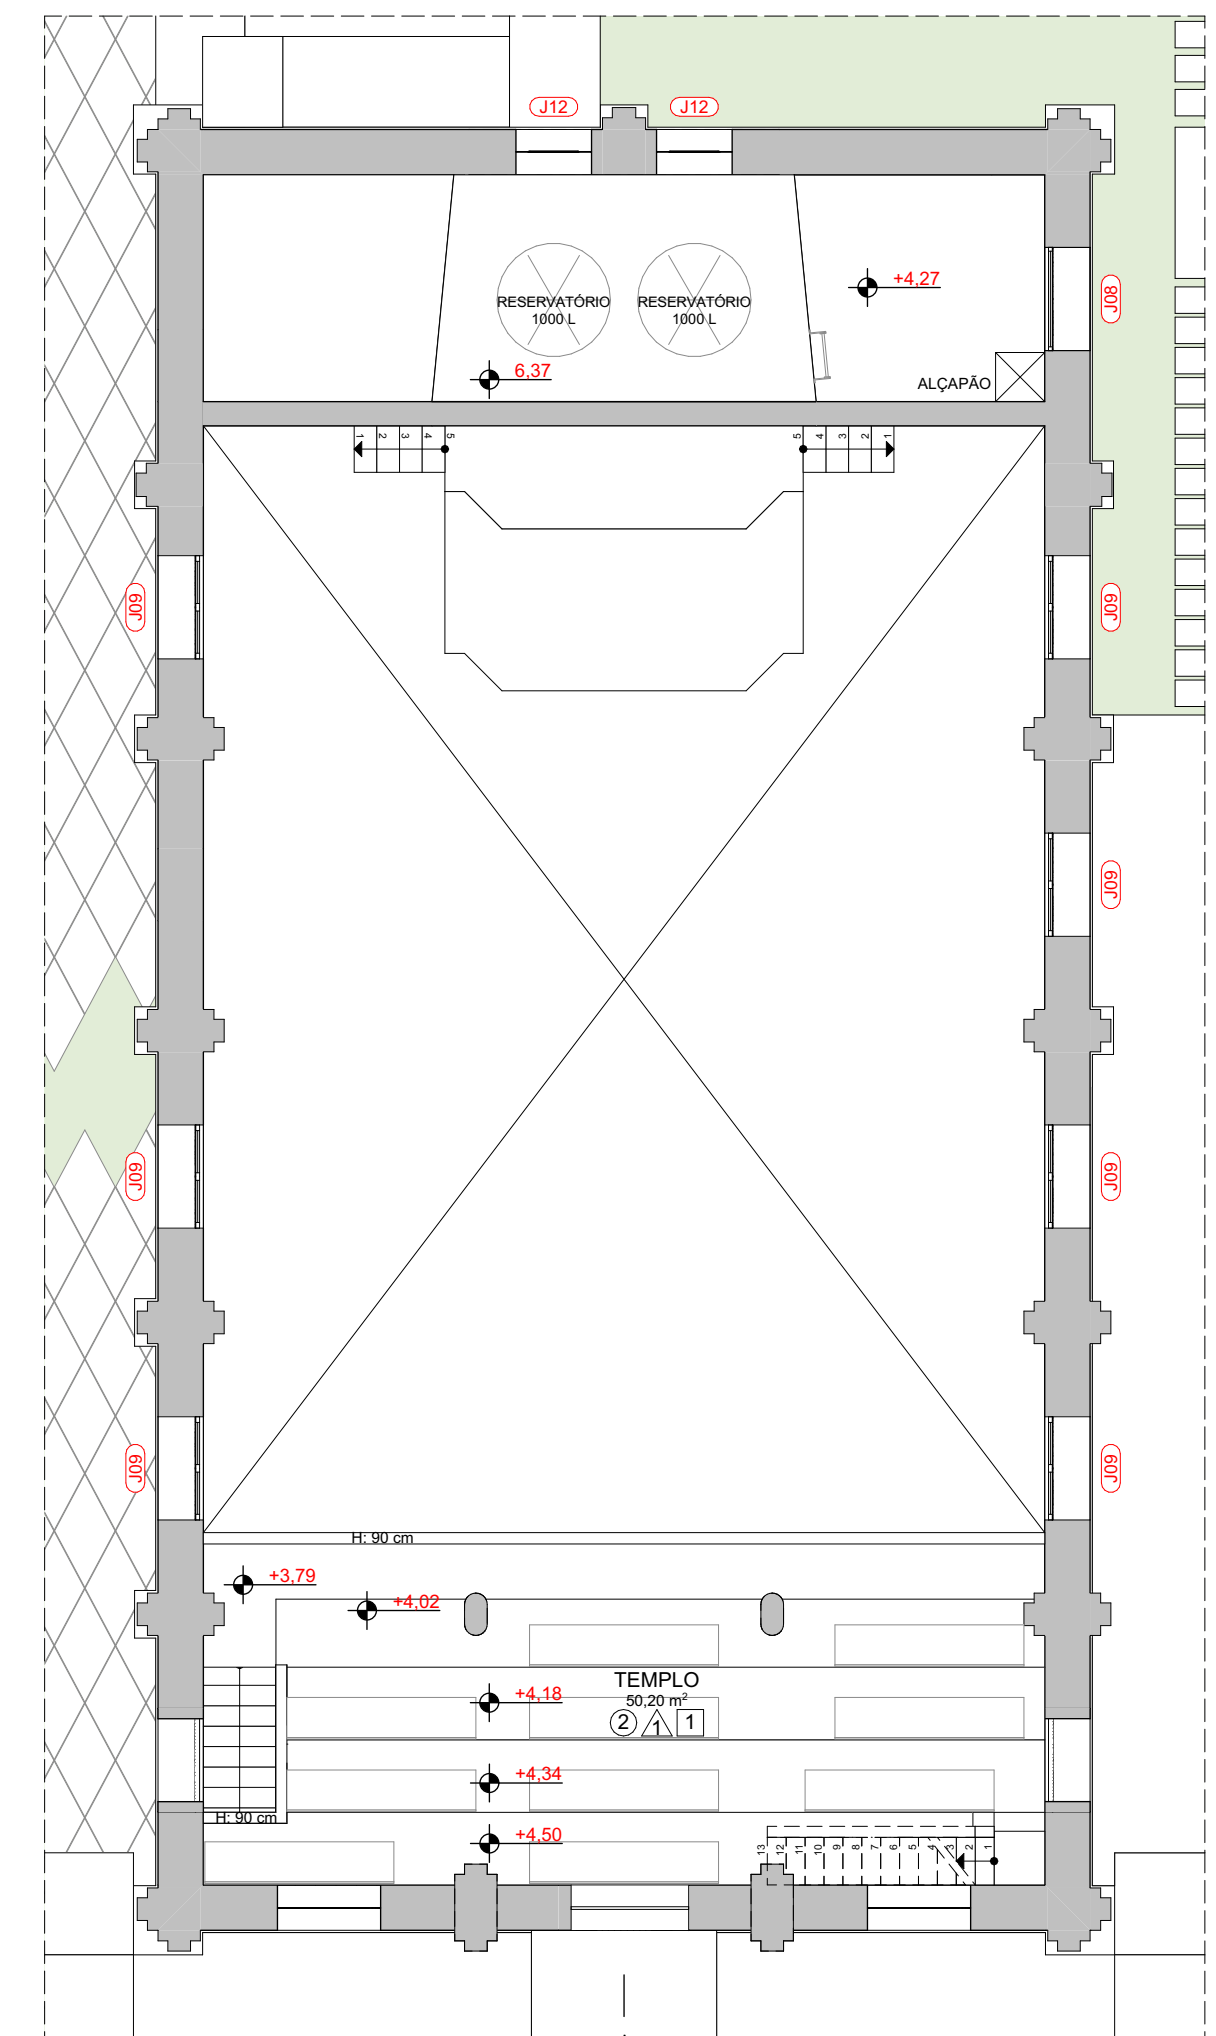 J12
J12
+4,27
J08
RESERVATÓRIO
1000 L
RESERVATÓRIO
1000 L
6,37
ALÇAPÃO
1
2
3
4
5
5
4
3
2
1
J09
J09
J09
J09
J09
J09
J09
H: 90 cm
+3,79
+4,02
TEMPLO
50,20 m²
2
1
1
+4,18
+4,34
H: 90 cm
+4,50
13
12
11
10
9
8
7
6
5
4
3
2
1